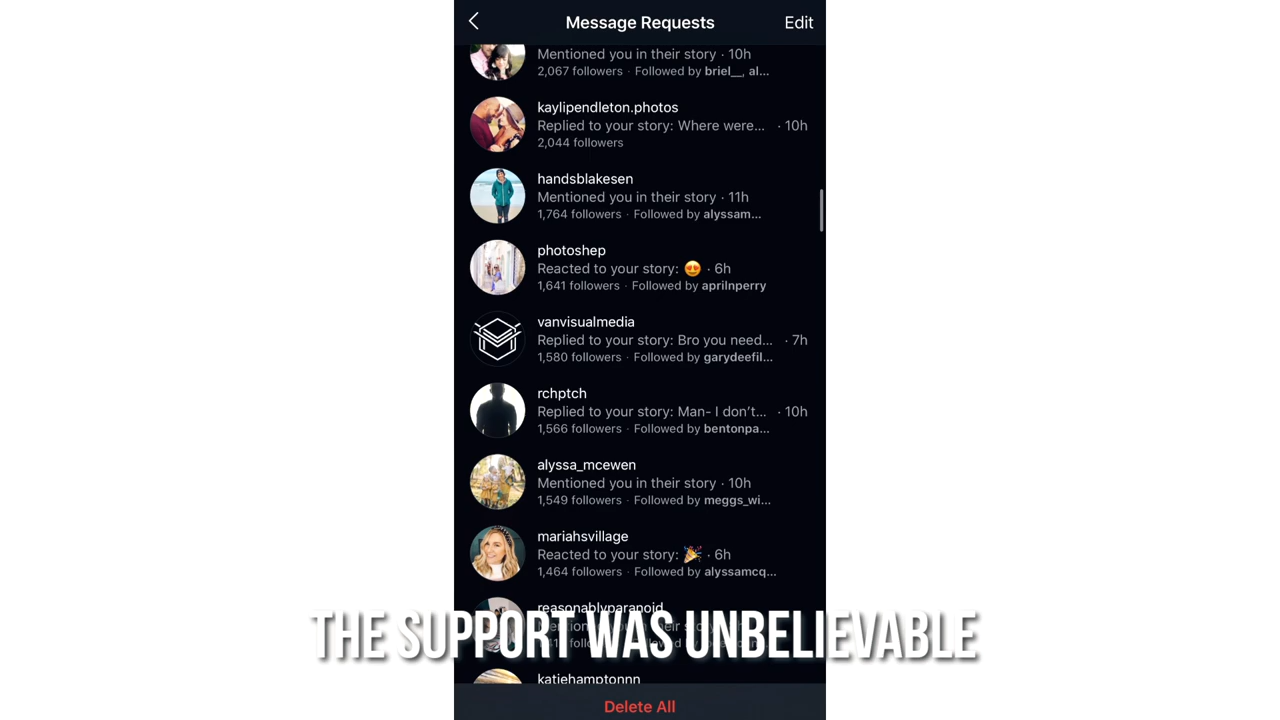 Message Requests
Edit
Mentioned you in their story · 10h
2,067 followers · Followed by briel__, al...
kaylipendleton.photos
Replied to your story: Where were... · 10h
2,044 followers
handsblakesen
Mentioned you in their story · 11h
1,764 followers · Followed by alyssam...
photoshep
Reacted to your story: 😍 · 6h
1,641 followers · Followed by aprilnperry
vanvisualmedia
Replied to your story: Bro you need... · 7h
1,580 followers · Followed by garydeefil...
rchptch
Replied to your story: Man- I don't... · 10h
1,566 followers · Followed by bentonpa...
alyssa_mcewen
Mentioned you in their story · 10h
1,549 followers · Followed by meggs_wi...
mariahsvillage
Reacted to your story: 🎉 · 6h
1,464 followers · Followed by alyssamcq...
reasonablyparanoid
THE SUPPORT WAS UNBELIEVABLE
katiehamptonnn
Delete All